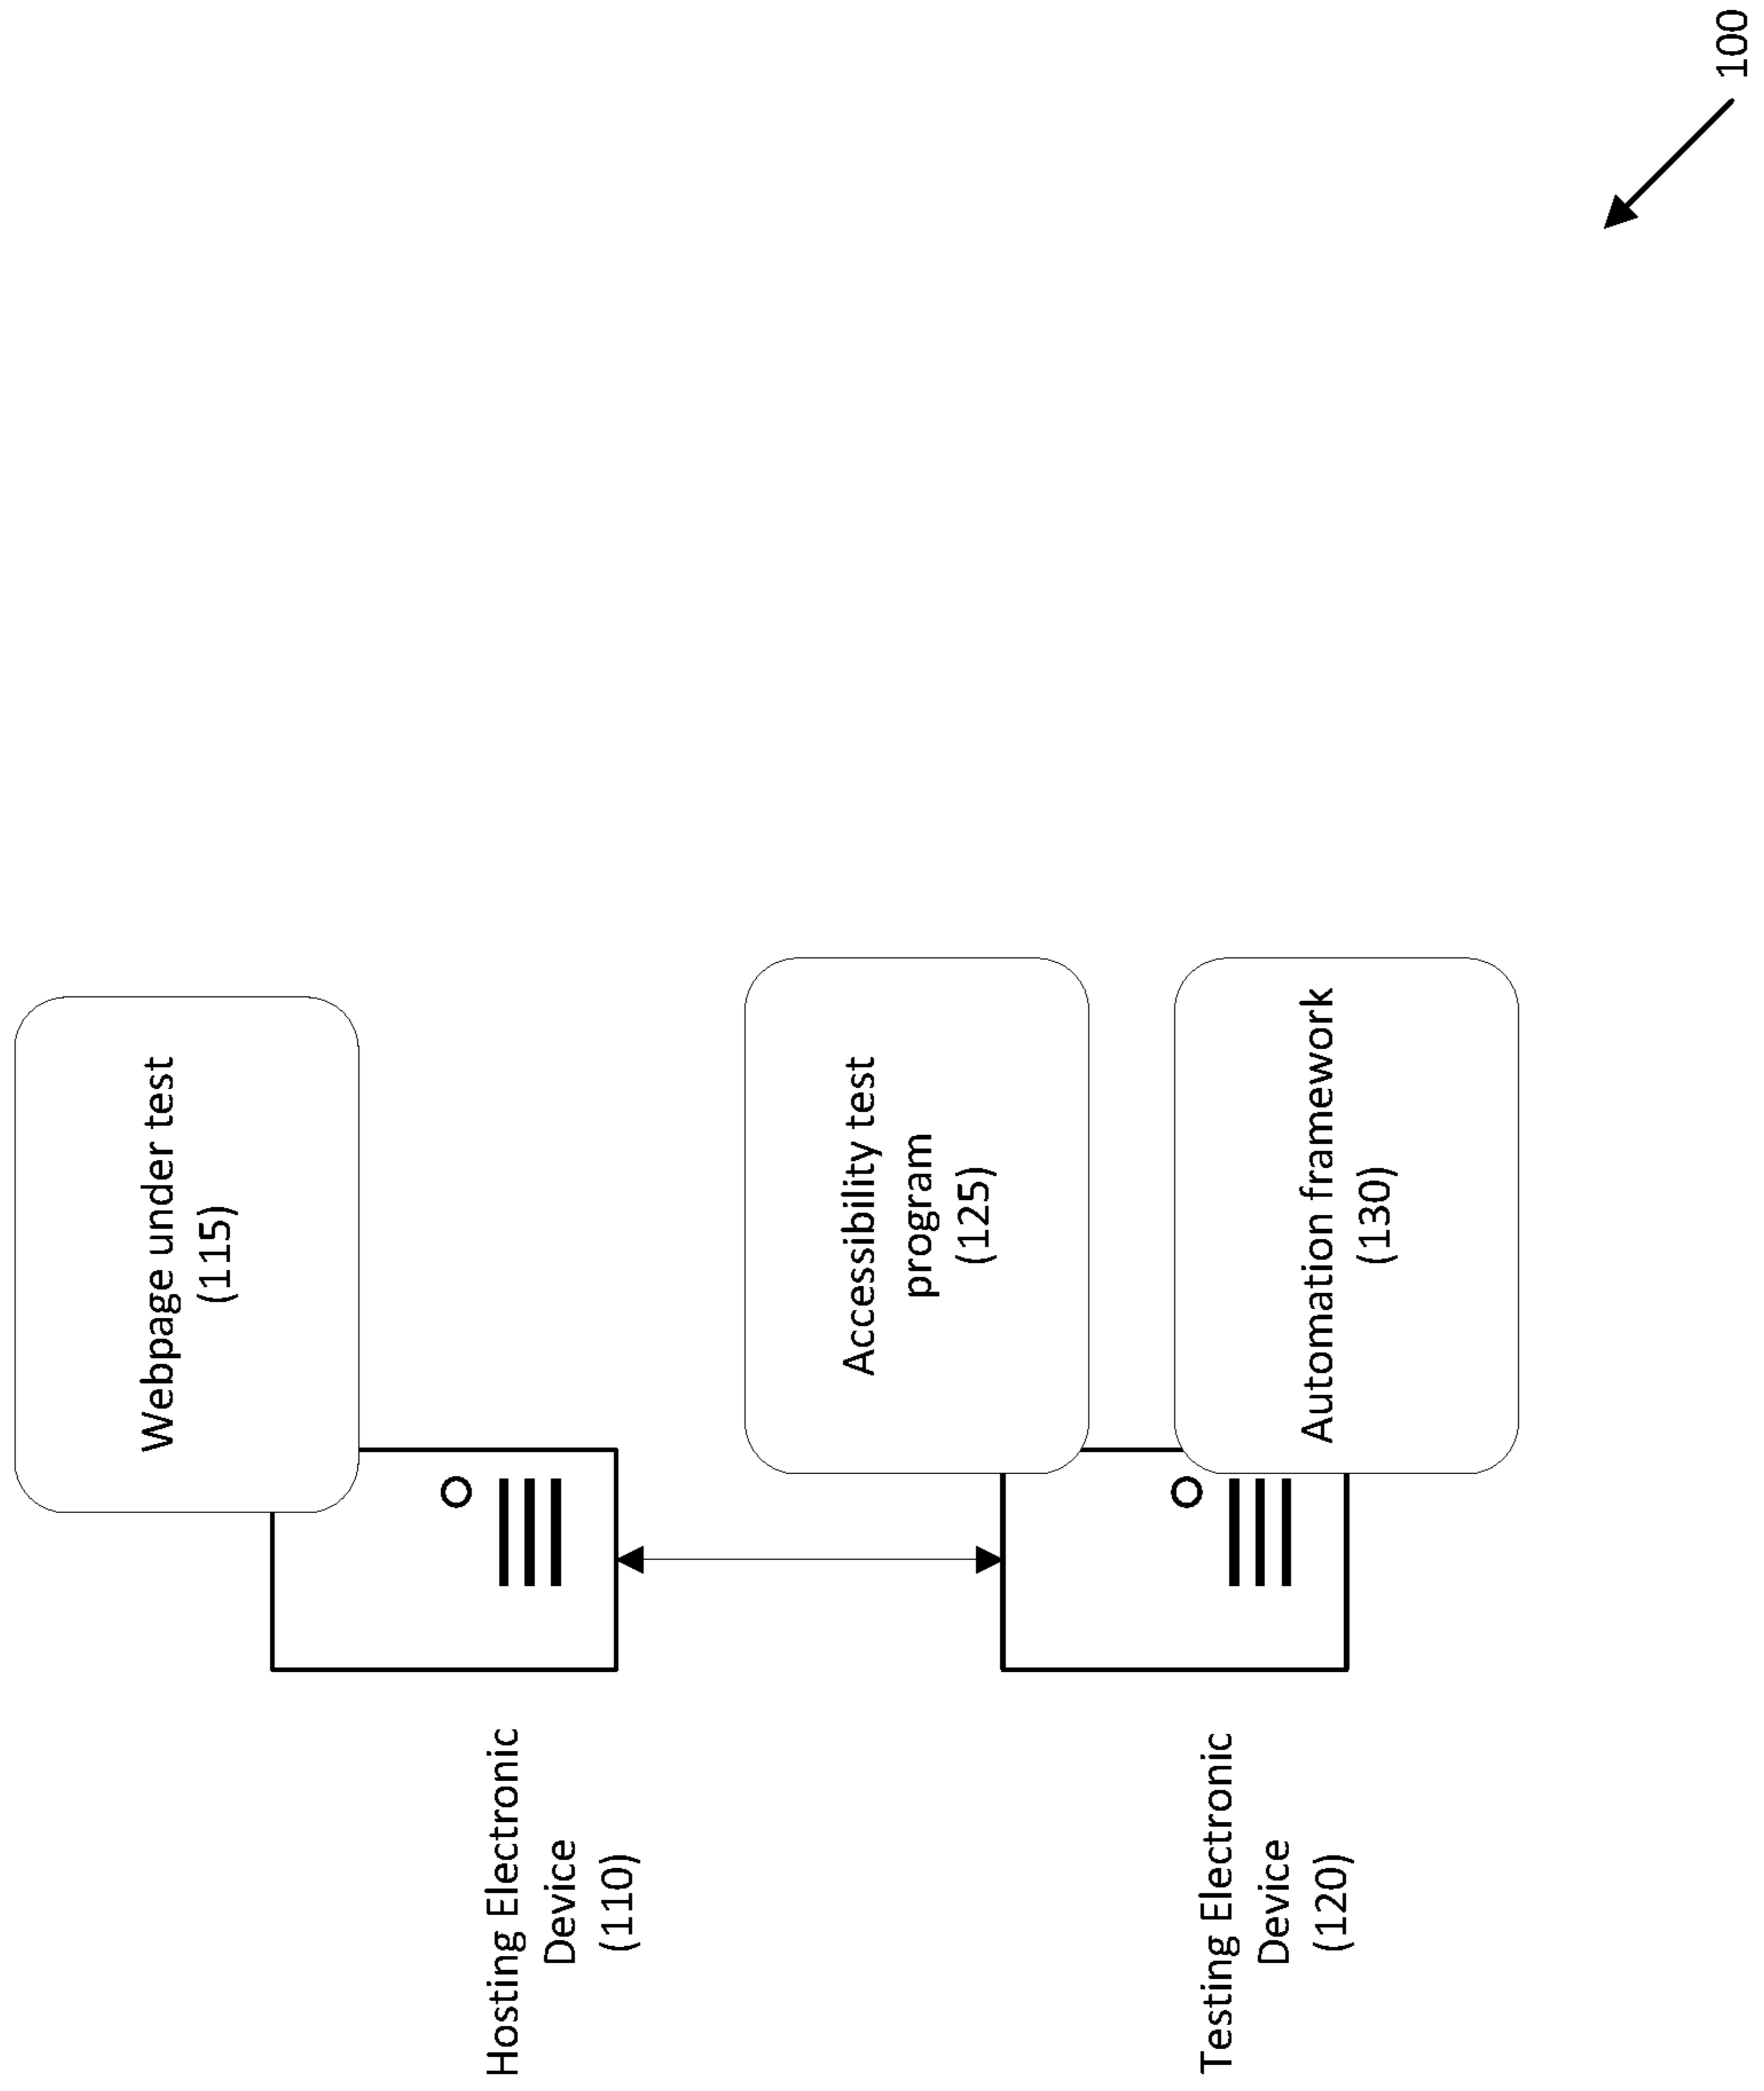 Webpage under test
(115)
Hosting Electronic
Device
(110)
Accessibility test
program
(125)
Automation framework
(130)
Testing Electronic
Device
(120)
100